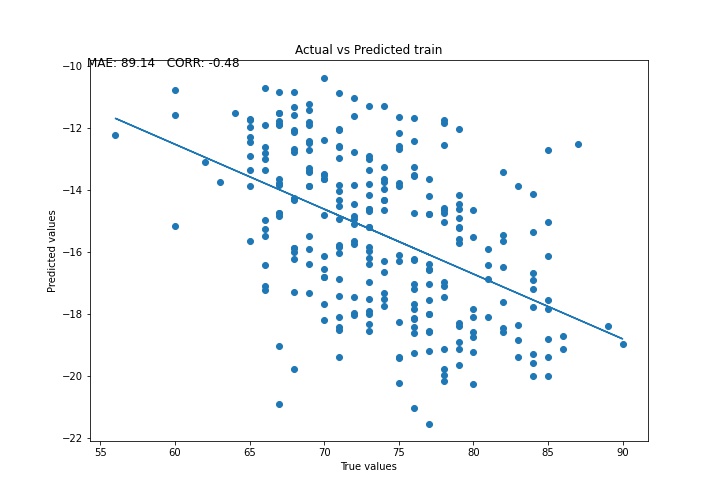 Actual vs Predicted train
MAE: 89.14 CORR: -0.48
−10
−12
−14
−16
−18
−20
−22
Predicted values
55 60 65 70 75 80 85 90
True values